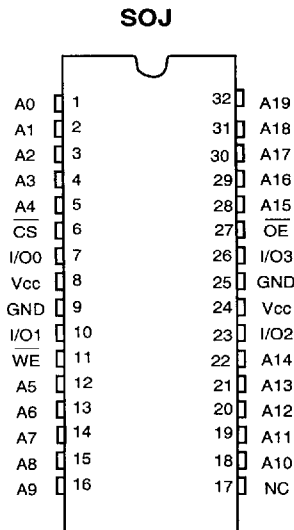 SOJ
A0 1 32 A19
A1 2 31 A18
A2 3 30 A17
A3 4 29 A16
A4 5 28 A15
C̅S̅ 6 27 O̅E̅
I/O0 7 26 I/O3
Vcc 8 25 GND
GND 9 24 Vcc
I/O1 10 23 I/O2
W̅E̅ 11 22 A14
A5 12 21 A13
A6 13 20 A12
A7 14 19 A11
A8 15 18 A10
A9 16 17 NC